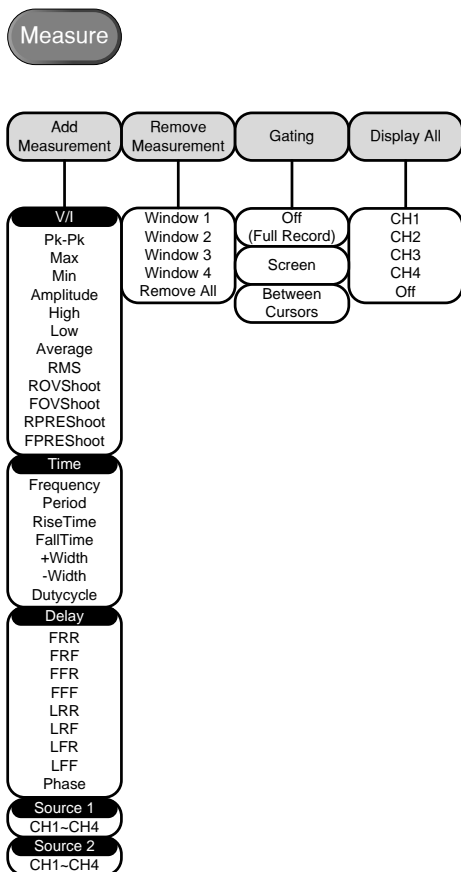 Measure
Add
Measurement
Remove
Measurement
Gating
Display All
V/I
Pk-Pk
Max
Min
Amplitude
High
Low
Average
RMS
ROVShoot
FOVShoot
RPREShoot
FPREShoot
Time
Frequency
Period
RiseTime
FallTime
+Width
-Width
Dutycycle
Delay
FRR
FRF
FFR
FFF
LRR
LRF
LFR
LFF
Phase
Source 1
CH1~CH4
Source 2
CH1~CH4
Window 1
Window 2
Window 3
Window 4
Remove All
Off
(Full Record)
Screen
Between
Cursors
CH1
CH2
CH3
CH4
Off